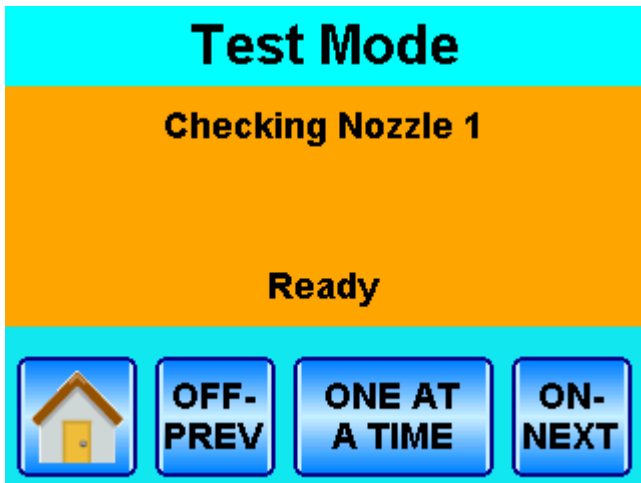 Test Mode
Checking Nozzle 1
Ready
OFF-
PREV
ONE AT
A TIME
ON-
NEXT